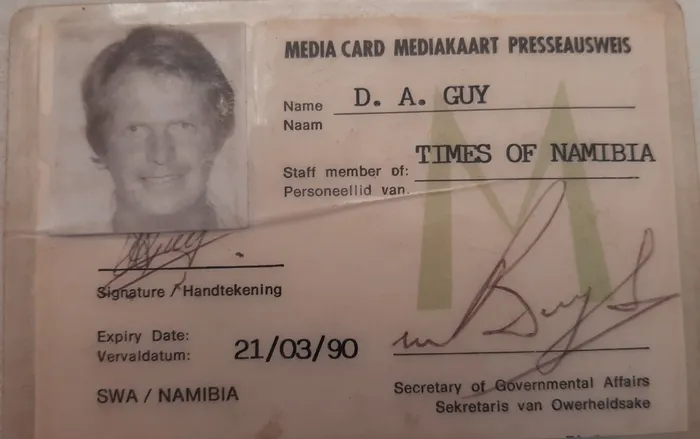 MEDIA CARD MEDIAKAART PRESSEAUSWEIS
Name D. A. GUY
Naam
Staff member of: TIMES OF NAMIBIA
Personeellid van
Signature / Handtekening
Expiry Date:
Vervaldatum: 21/03/90
SWA / NAMIBIA
Secretary of Governmental Affairs
Sekretaris van Owerheidsake